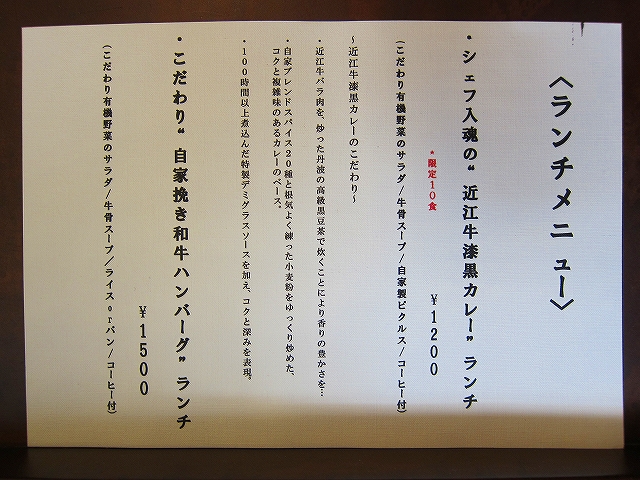 〈ランチメニュー〉
・シェフ入魂の“近江牛漆黒カレー”ランチ
*限定10食
￥1200
(こだわり有機野菜のサラダ/牛骨スープ/自家製ピクルス/コーヒー付)
~近江牛漆黒カレーのこだわり~
・近江牛バラ肉を、炒った丹波の高級黒豆茶で炊くことにより香りの豊かさを…
・自家ブレンドスパイス20種と根気よく練った小麦粉をゆっくり炒めた、
コクと複雑味のあるカレーのベース。
・100時間以上煮込んだ特製デミグラスソースを加え、コクと深みを表現。
・こだわり“自家挽き和牛ハンバーグ”ランチ
￥1500
(こだわり有機野菜のサラダ/牛骨スープ/ライスorパン/コーヒー付)